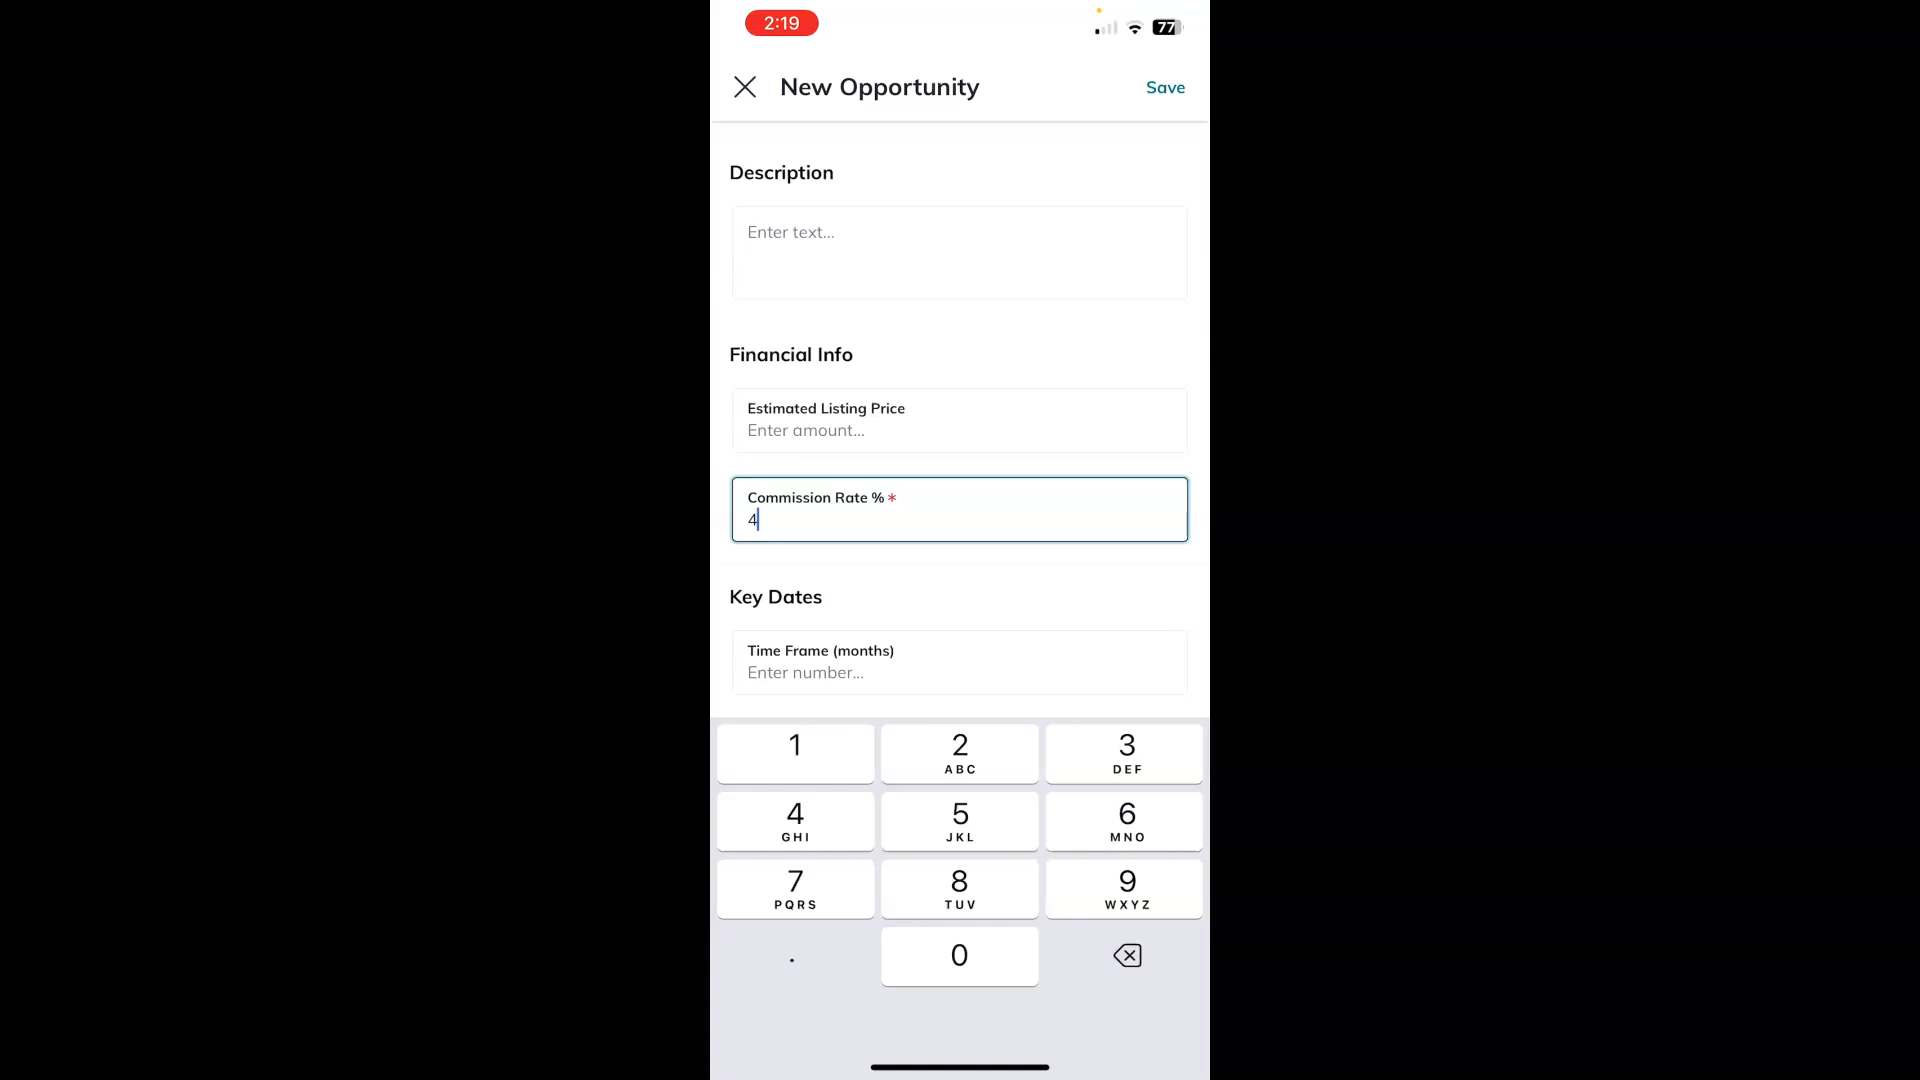 2:19
77
New Opportunity
Save
Description
Enter text...
Financial Info
Estimated Listing Price
Enter amount...
Commission Rate % *
4
Key Dates
Time Frame (months)
Enter number...
1 2 3
ABC DEF
4 5 6
GHI JKL MNO
7 8 9
PQRS TUV WXYZ
. 0